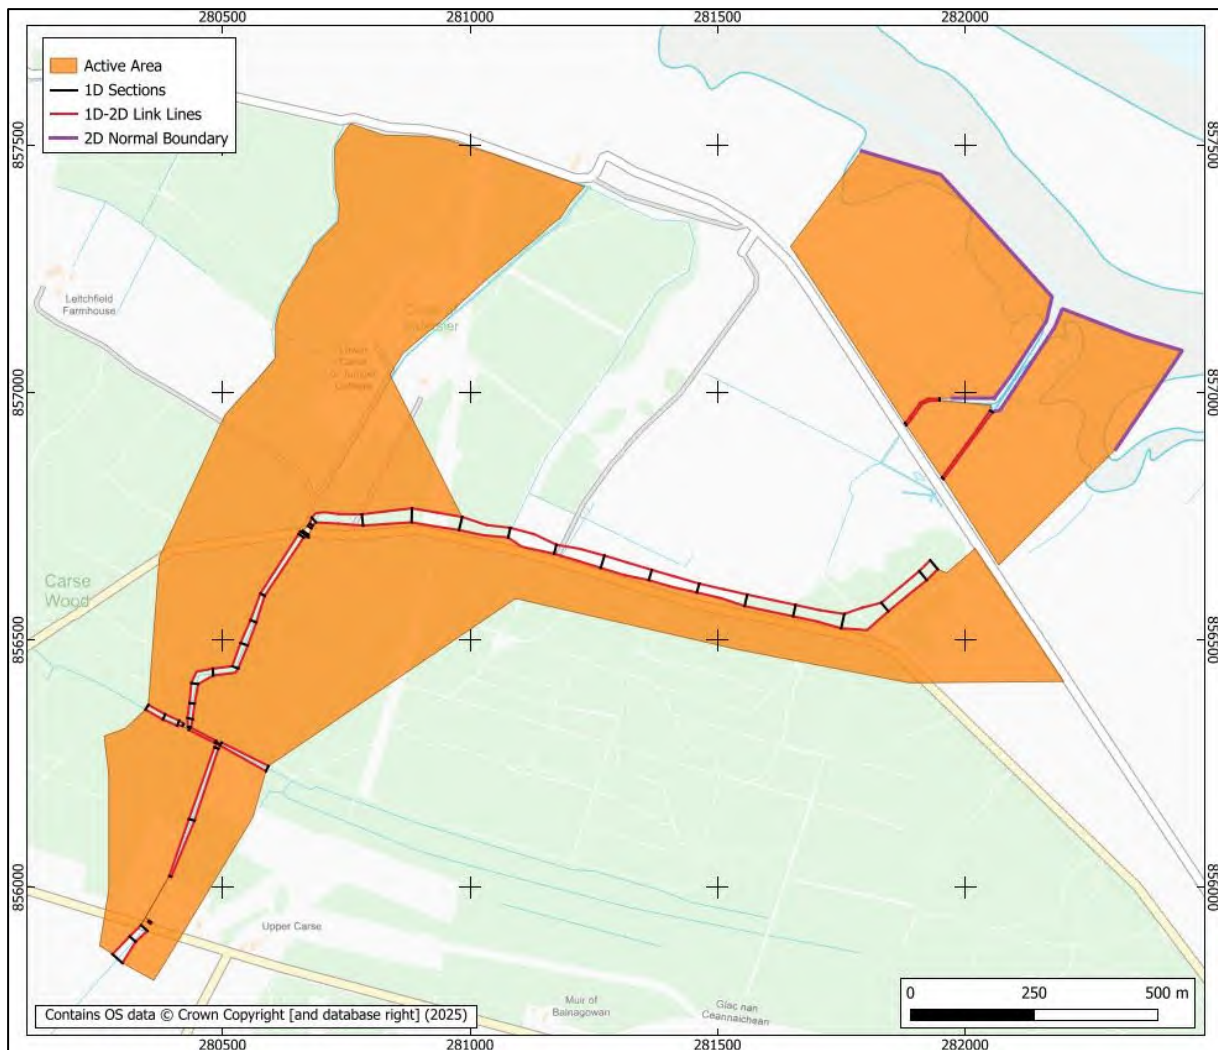 280500
281000
281500
282000
Active Area
1D Sections
1D-2D Link Lines
2D Normal Boundary
857500
857500
Leitchfield
Farmhouse
857000
857000
Carse
Wood
856500
856500
856000
856000
Upper Carse
Muir of
Balnagowan
Glac nan
Ceannaichean
0 250 500 m
Contains OS data © Crown Copyright [and database right] (2025)
280500
281000
281500
282000